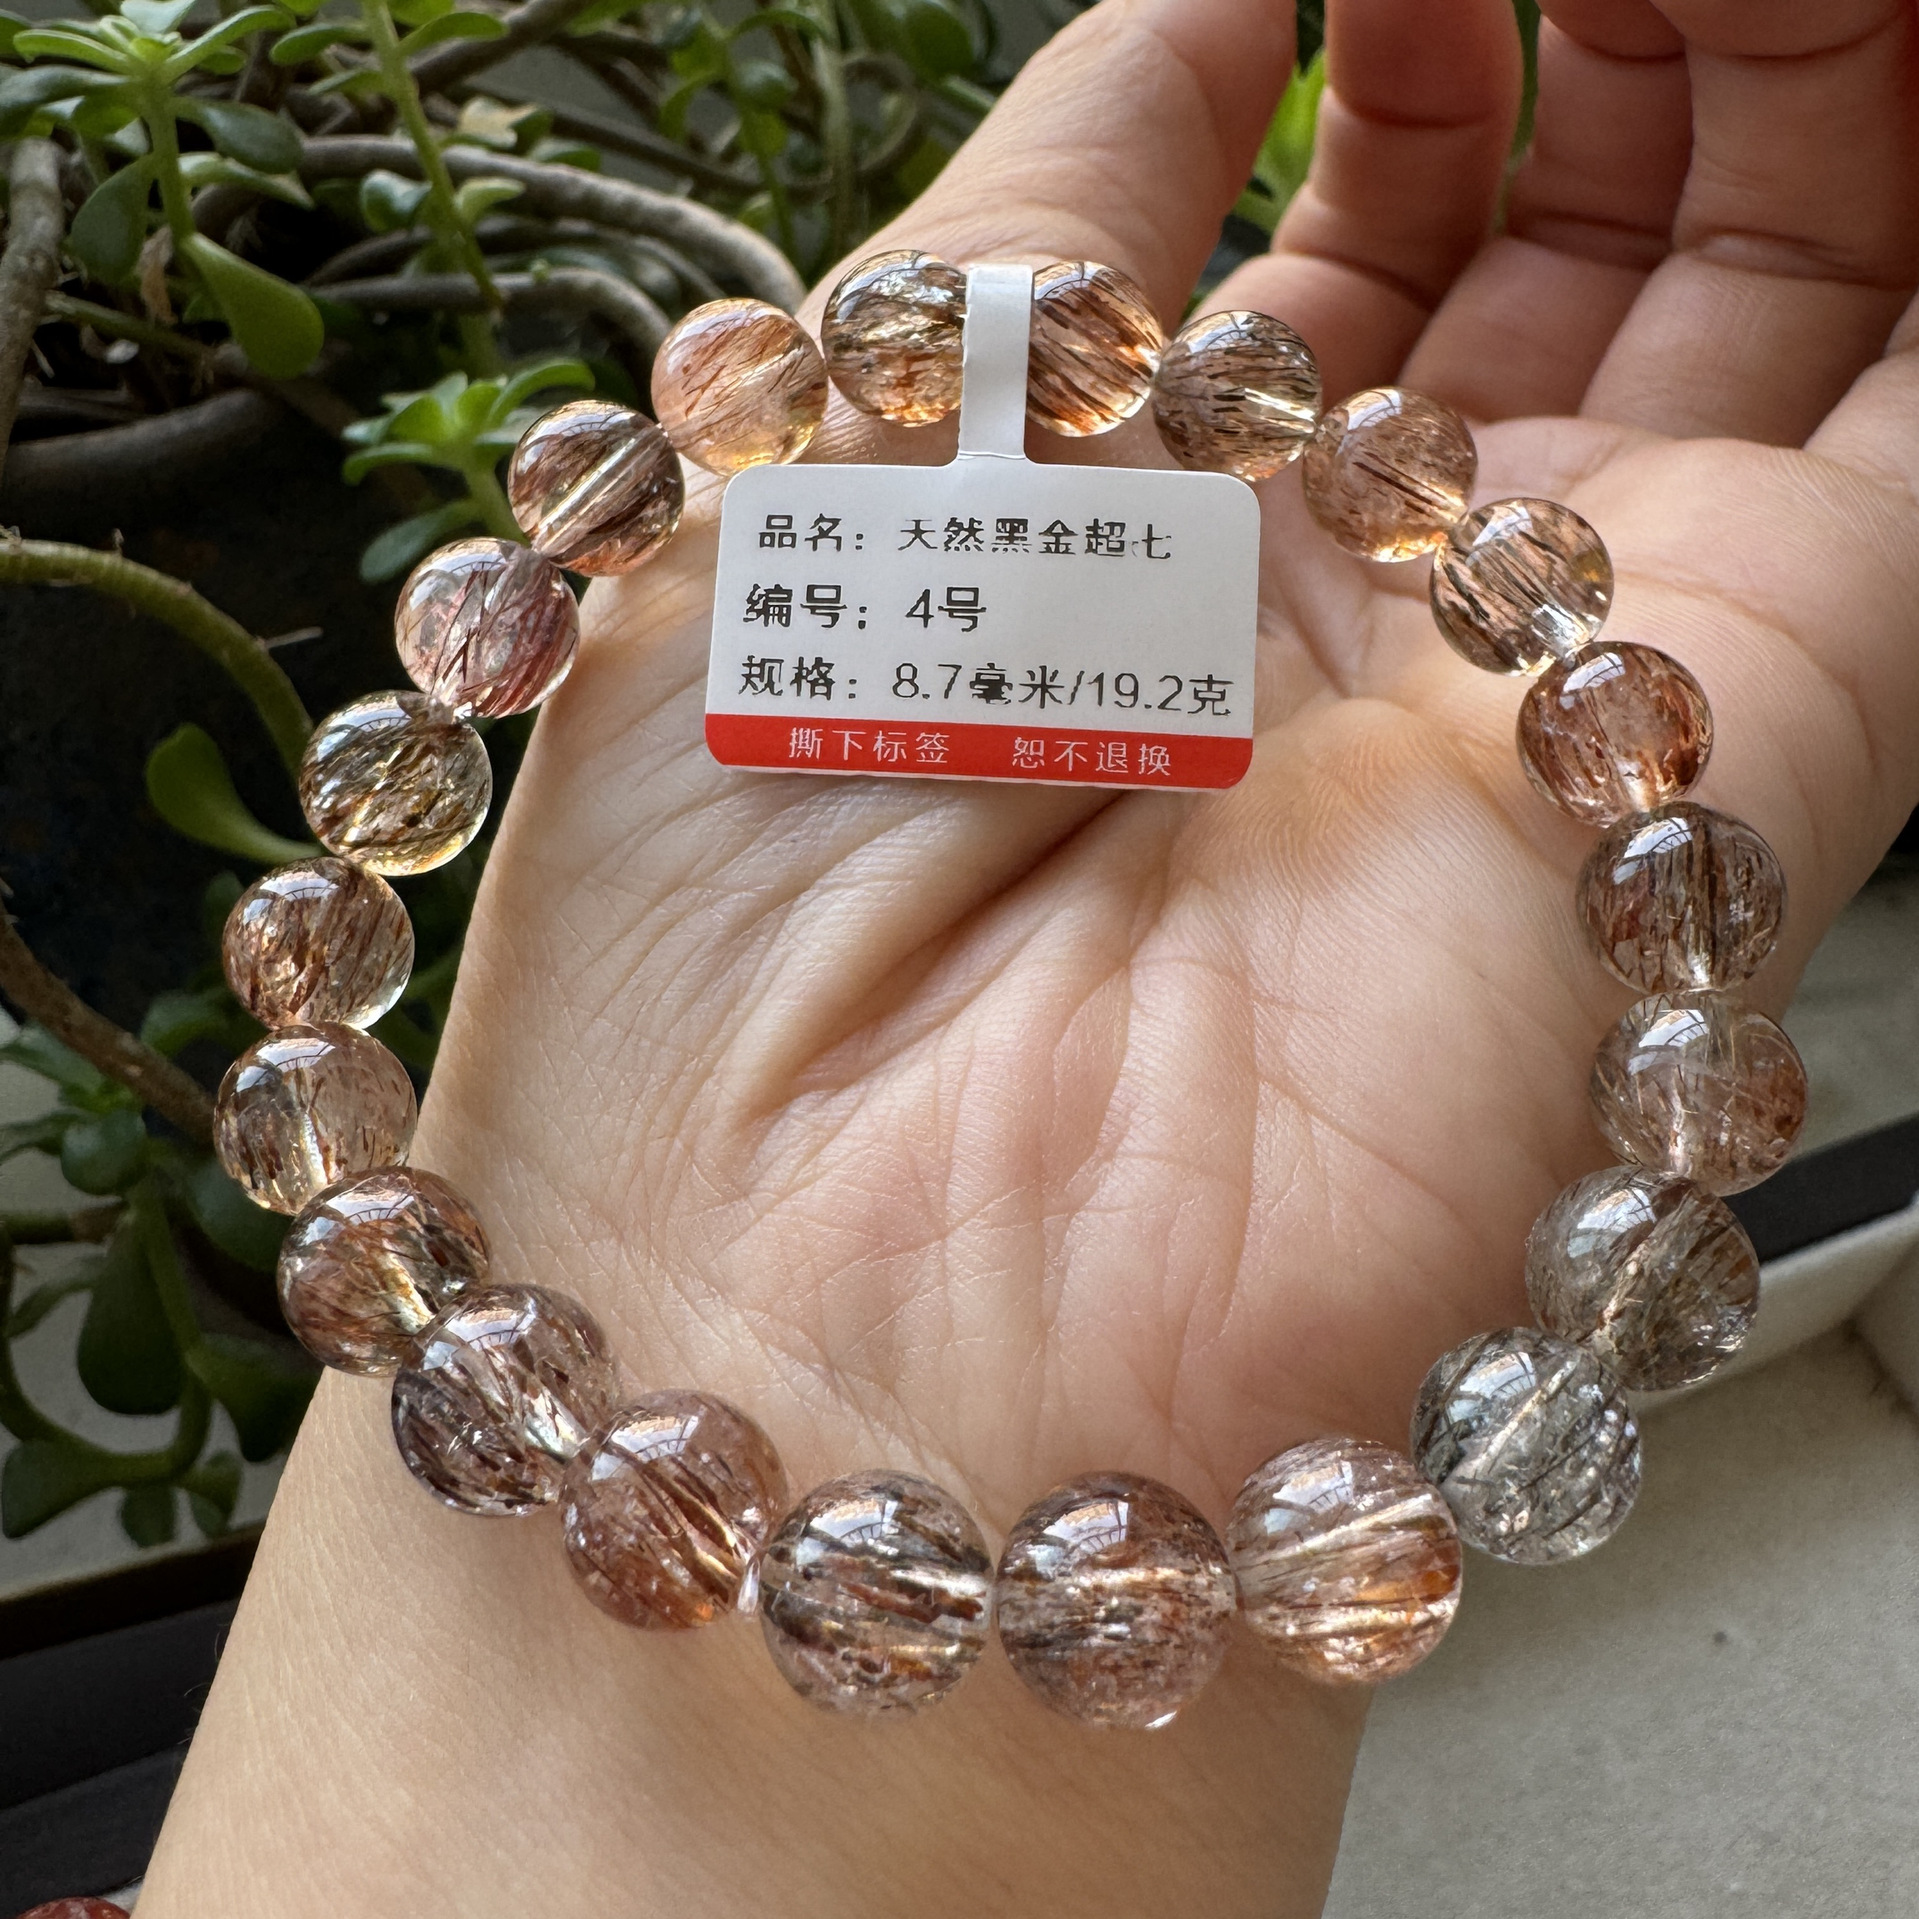 品名：天然黑金超七
编号：4号
规格：8.7毫米/19.2克
撕下标签 恕不退换